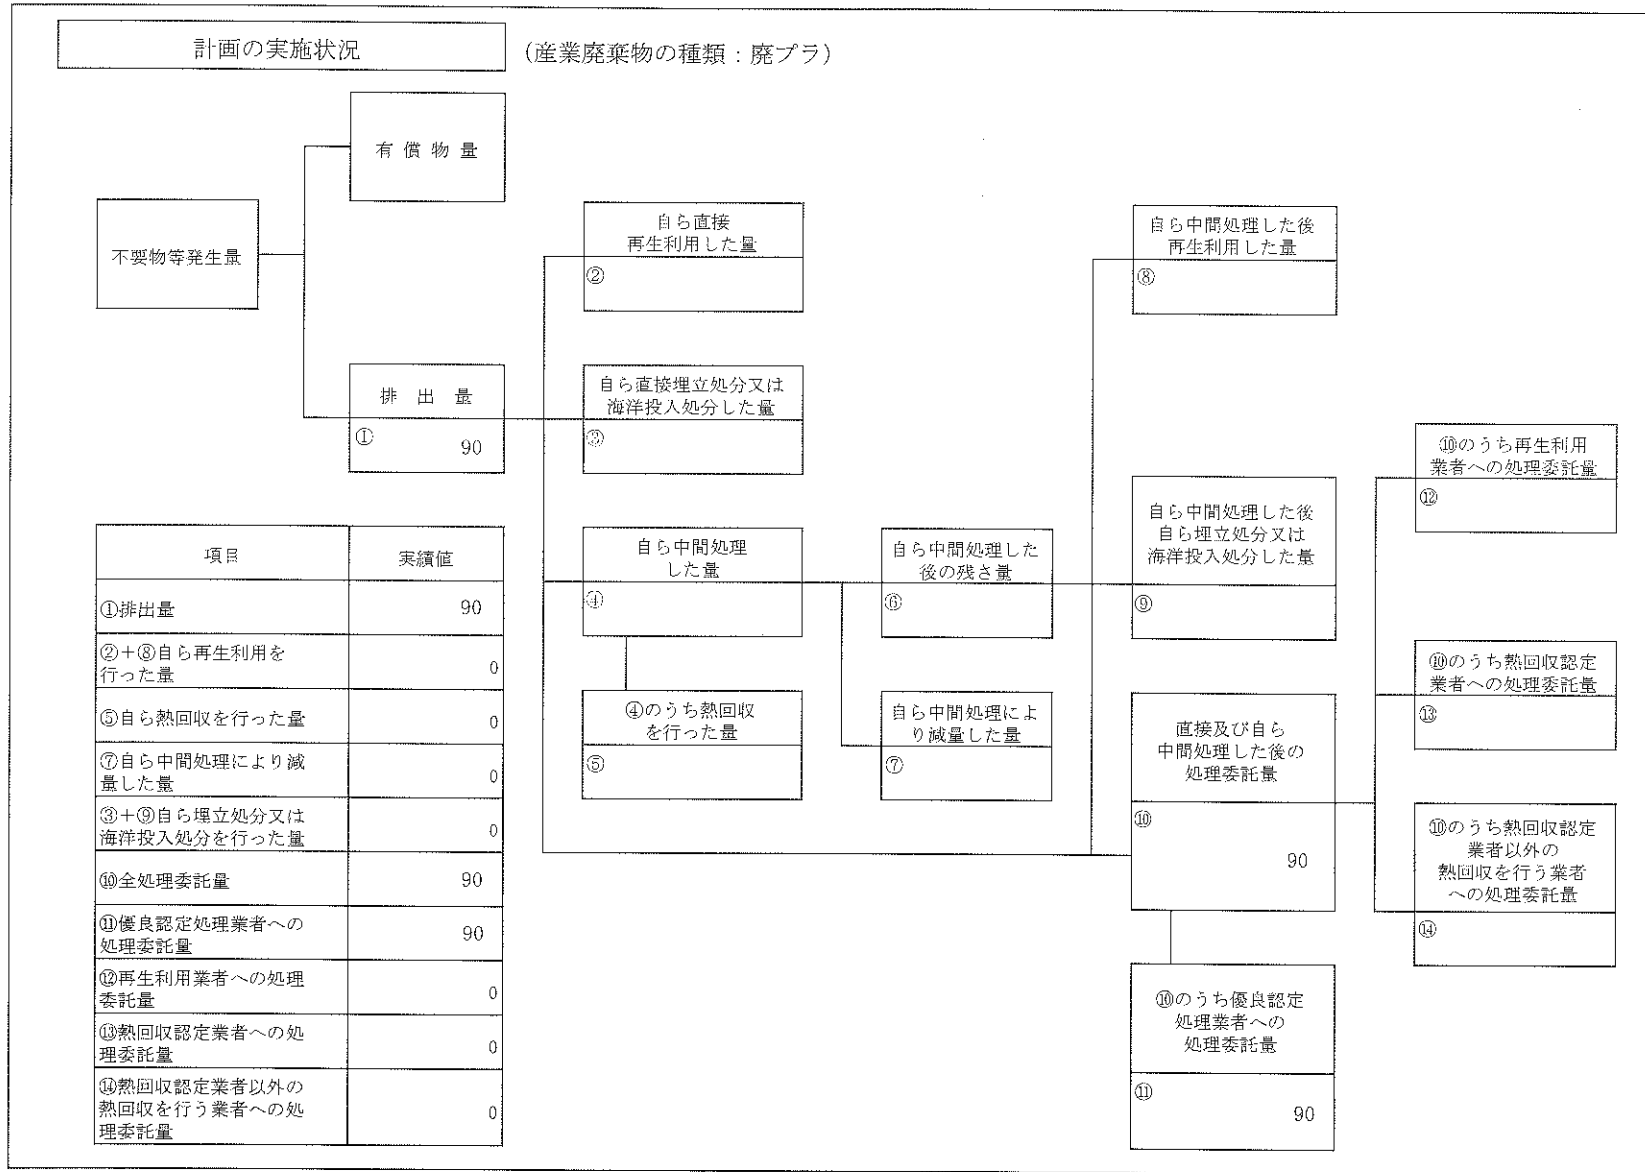 計画の実施状況
(産業廃棄物の種類：廃プラ)
有償物量
不要物等発生量
排出量
① 90
自ら直接
再生利用した量
②
自ら直接埋立処分又は
海洋投入処分した量
③
自ら中間処理
した量
④
④のうち熱回収
を行った量
⑤
自ら中間処理した
後の残さ量
⑥
自ら中間処理によ
り減量した量
⑦
自ら中間処理した後
再生利用した量
⑧
自ら中間処理した後
自ら埋立処分又は
海洋投入処分した量
⑨
直接及び自ら
中間処理した後の
処理委託量
⑩
90
⑩のうち優良認定
処理業者への
処理委託量
⑪
90
⑩のうち再生利用
業者への処理委託量
⑫
⑩のうち熱回収認定
業者への処理委託量
⑬
⑩のうち熱回収認定
業者以外の
熱回収を行う業者
への処理委託量
⑭
項目 実績値
①排出量 90
②＋⑧自ら再生利用を
行った量 0
⑤自ら熱回収を行った量 0
⑦自ら中間処理により減
量した量 0
③＋⑨自ら埋立処分又は
海洋投入処分を行った量 0
⑩全処理委託量 90
⑪優良認定処理業者への
処理委託量 90
⑫再生利用業者への処理
委託量 0
⑬熱回収認定業者への処
理委託量 0
⑭熱回収認定業者以外の
熱回収を行う業者への処
理委託量 0